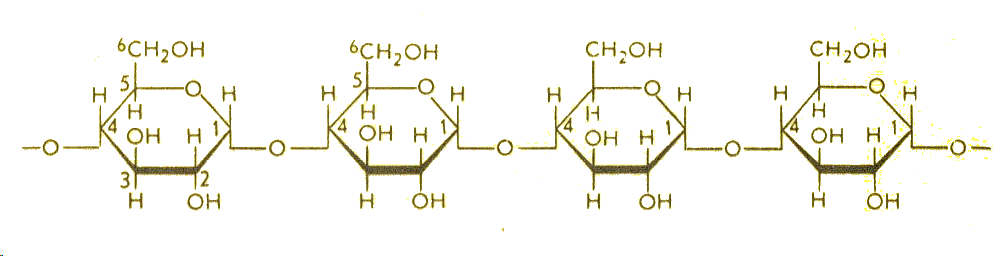 6CH2OH 6CH2OH CH2OH CH2OH
5 O 5 O O O
H H H H H H H H
H H H H
4 OH H 1 4 OH H 1 4 OH H 1 4 OH H 1
O O O O O
3 2
H OH H OH H OH H OH